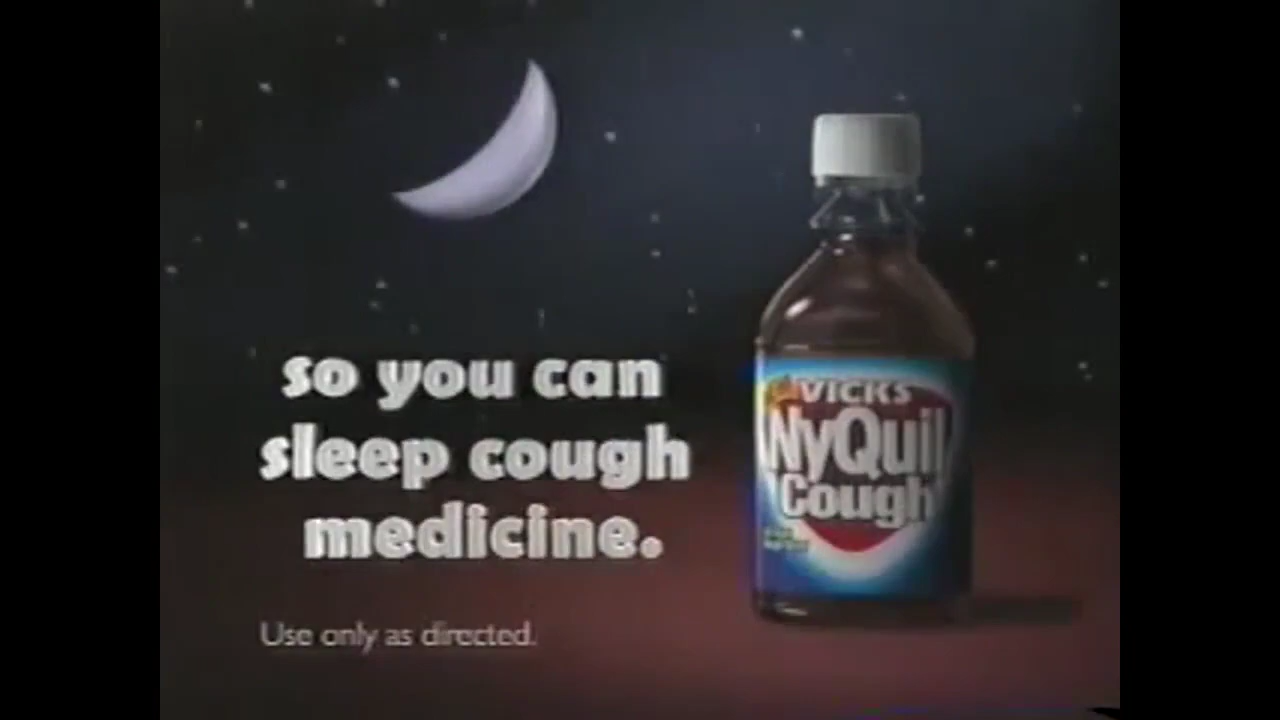 so you can
sleep cough
medicine.
Use only as directed.
VICKS
NyQuil
Cough